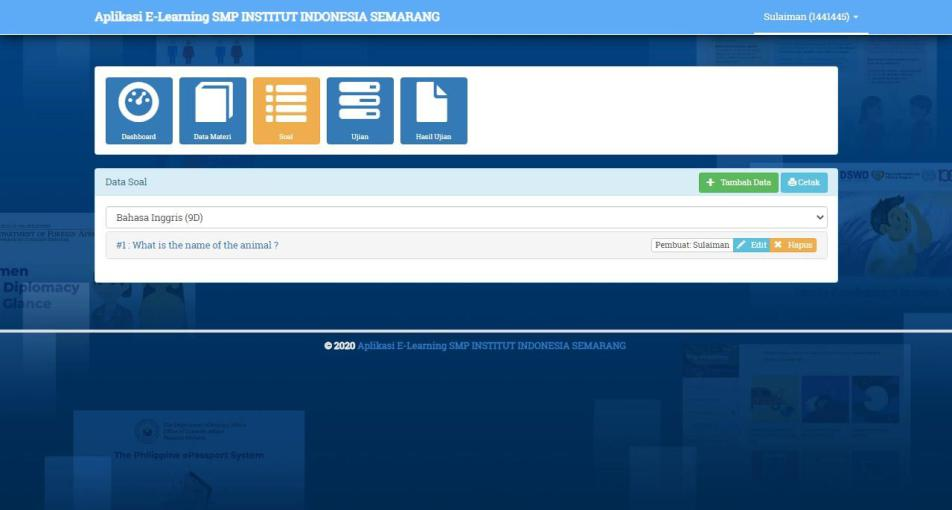 Aplikasi E-Learning SMP INSTITUT INDONESIA SEMARANG
Sulaiman (1441445)
Dashboard
Data Materi
Soal
Ujian
Hasil Ujian
Data Soal
Tambah Data
Cetak
Bahasa Inggris (9D)
#1 : What is the name of the animal ?
Pembuat: Sulaiman
Edit
Hapus
DSWD
men
Diplomacy
Glance
© 2020 Aplikasi E-Learning SMP INSTITUT INDONESIA SEMARANG
The Philippine ePassport System